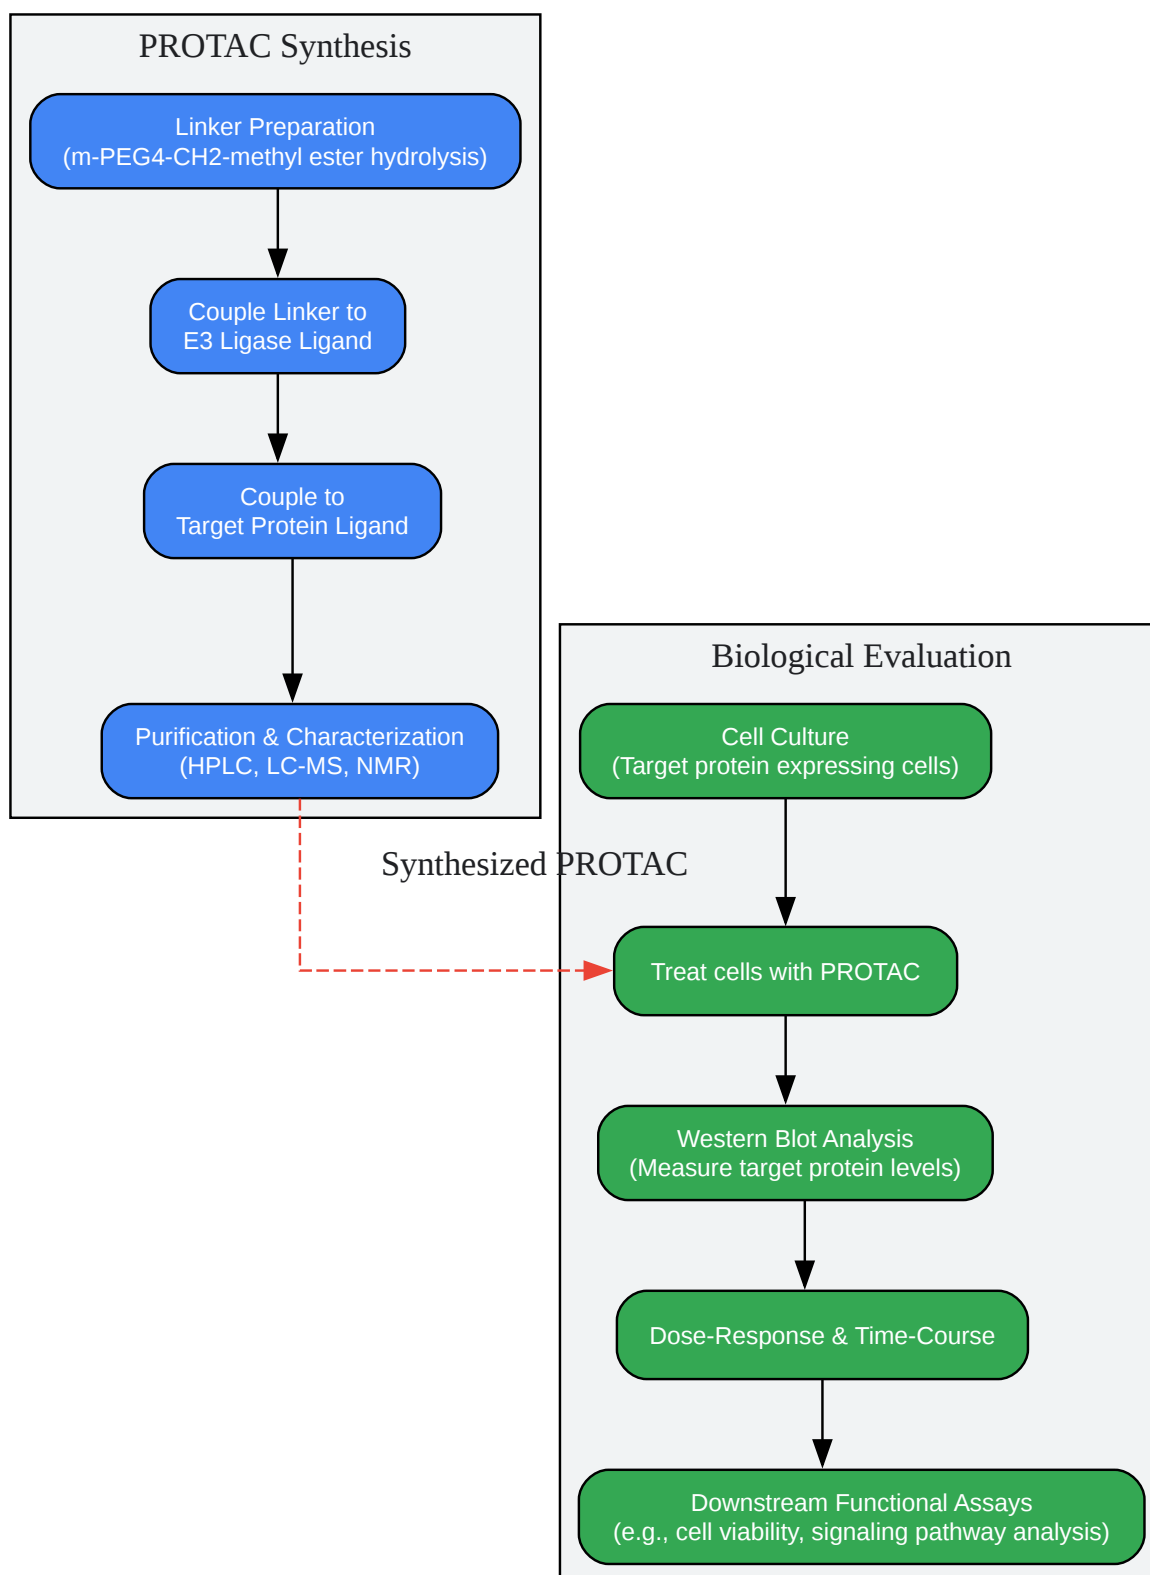 PROTAC Synthesis
Linker Preparation
(m-PEG4-CH2-methyl ester hydrolysis)
Couple Linker to
E3 Ligase Ligand
Couple to
Target Protein Ligand
Purification & Characterization
(HPLC, LC-MS, NMR)
Synthesized PROTAC
Biological Evaluation
Cell Culture
(Target protein expressing cells)
Treat cells with PROTAC
Western Blot Analysis
(Measure target protein levels)
Dose-Response & Time-Course
Downstream Functional Assays
(e.g., cell viability, signaling pathway analysis)